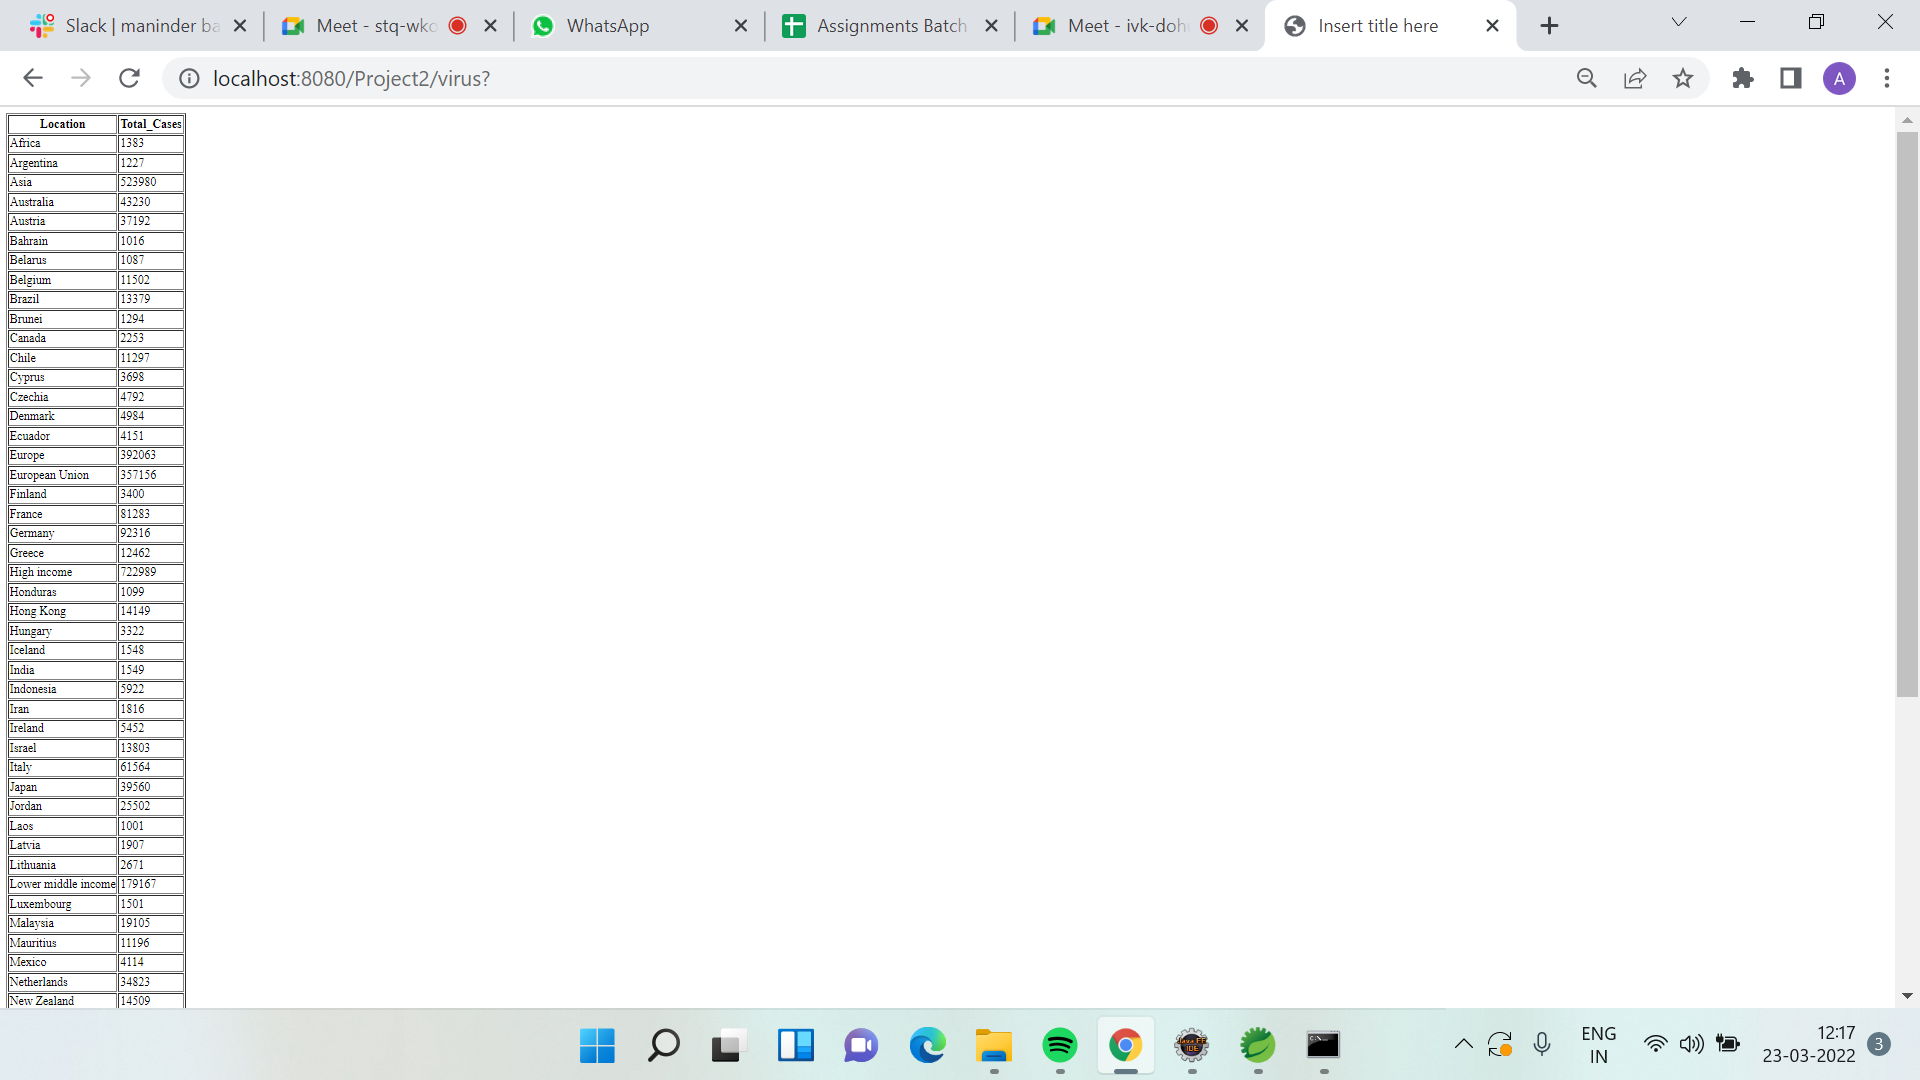 Slack | maninder ba
Meet - stq-wko
WhatsApp
Assignments Batch
Meet - ivk-doh
Insert title here
localhost:8080/Project2/virus?
A
Location Total_Cases
Africa 1383
Argentina 1227
Asia 523980
Australia 43230
Austria 37192
Bahrain 1016
Belarus 1087
Belgium 11502
Brazil 13379
Brunei 1294
Canada 2253
Chile 11297
Cyprus 3698
Czechia 4792
Denmark 4984
Ecuador 4151
Europe 392063
European Union 357156
Finland 3400
France 81283
Germany 92316
Greece 12462
High income 722989
Honduras 1099
Hong Kong 14149
Hungary 3322
Iceland 1548
India 1549
Indonesia 5922
Iran 1816
Ireland 5452
Israel 13803
Italy 61564
Japan 39560
Jordan 25502
Laos 1001
Latvia 1907
Lithuania 2671
Lower middle income 179167
Luxembourg 1501
Malaysia 19105
Mauritius 11196
Mexico 4114
Netherlands 34823
New Zealand 14509
Java EE
IDE
ENG
IN
12:17
23-03-2022
3